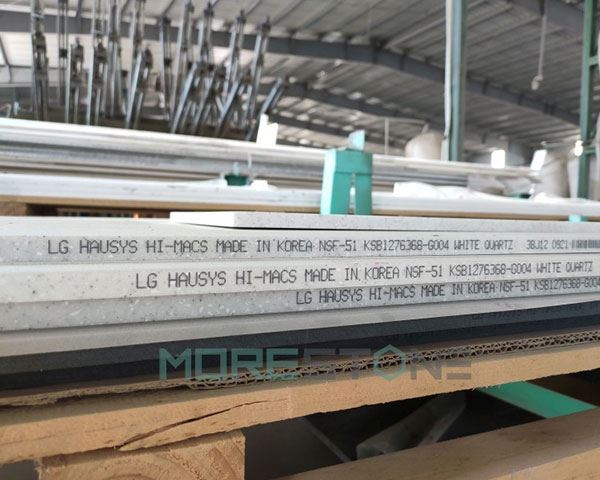 LG HAUSYS HI-MACS MADE IN KOREA NSF-51 KSB1276368-G004 WHITE QUARTZ 38J12 0921
LG HAUSYS HI-MACS MADE IN KOREA NSF-51 KSB1276368-G004 WHITE QUARTZ
LG HAUSYS HI-MACS MADE IN KOREA NSF-51 KSB1276368-G004
MORESTONE